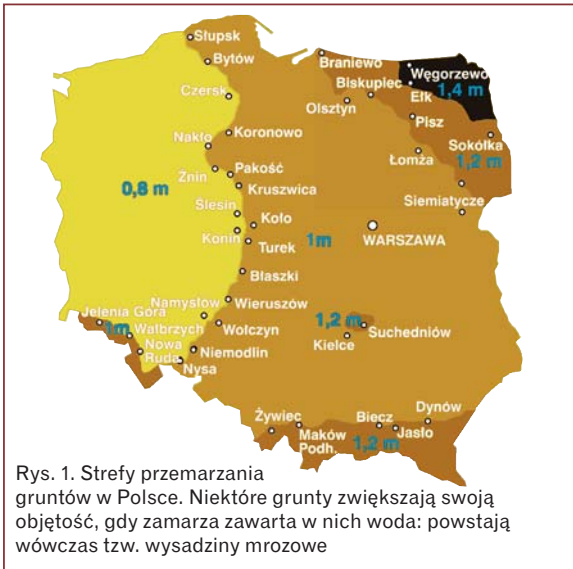 Słupsk
Bytów
Braniewo
Węgorzewo
Biskupiec
Ełk
1,4 m
Czersk
Olsztyn
Pisz
Koronowo
Nakło
Sokółka
Łomża
1,2 m
Żnin
Pakość
0,8 m
Kruszwica
Siemiatycze
Ślesin
Koło
Konin
1m
WARSZAWA
Turek
Błaszki
Namysłów
Wieruszów
Jelenia Góra
1,2 m
1m
Wałbrzych
Wołczyn
Suchedniów
Nowa
Ruda
Niemodlin
Kielce
Nysa
Żywiec
Biecz
Dynów
Maków
Podh.
1,2 m
Jasło
Rys. 1. Strefy przemarzania
gruntów w Polsce. Niektóre grunty zwiększają swoją
objętość, gdy zamarza zawarta w nich woda: powstają
wówczas tzw. wysadziny mrozowe